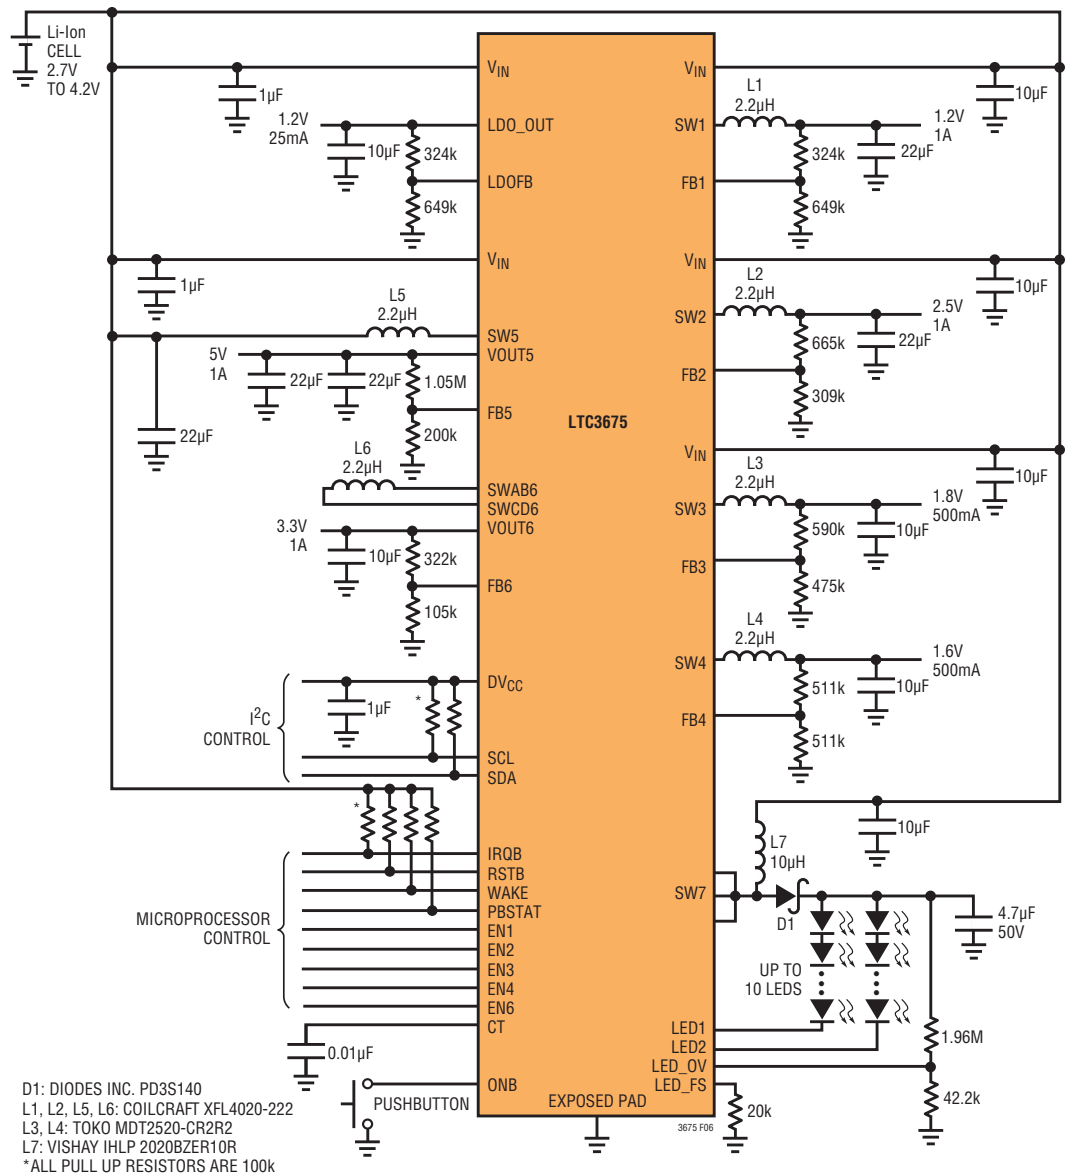 Li-Ion
CELL
2.7V
TO 4.2V
1µF
VIN
VIN
10µF
L1
2.2µH
1.2V
25mA
LDO_OUT
SW1
1.2V
1A
10µF
324k
324k
22µF
LDOFB
FB1
649k
649k
VIN
VIN
1µF
10µF
L5
2.2µH
L2
2.2µH
SW5
SW2
2.5V
1A
5V
1A
VOUT5
22µF
22µF
1.05M
665k
22µF
FB5
FB2
200k
309k
22µF
LTC3675
L6
2.2µH
VIN
10µF
L3
2.2µH
SWAB6
SWCD6
SW3
1.8V
500mA
3.3V
1A
VOUT6
10µF
322k
590k
10µF
FB6
FB3
105k
475k
L4
2.2µH
SW4
1.6V
500mA
DVCC
I2C
CONTROL
1µF
*
511k
10µF
FB4
511k
SCL
SDA
*
10µF
L7
10µH
IRQB
RSTB
WAKE
PBSTAT
EN1
EN2
EN3
EN4
EN6
MICROPROCESSOR
CONTROL
SW7
D1
4.7µF
50V
UP TO
10 LEDS
CT
0.01µF
LED1
LED2
LED_OV
LED_FS
1.96M
42.2k
20k
ONB
PUSHBUTTON
EXPOSED PAD
3675 F06
D1: DIODES INC. PD3S140
L1, L2, L5, L6: COILCRAFT XFL4020-222
L3, L4: TOKO MDT2520-CR2R2
L7: VISHAY IHLP 2020BZER10R
*ALL PULL UP RESISTORS ARE 100k